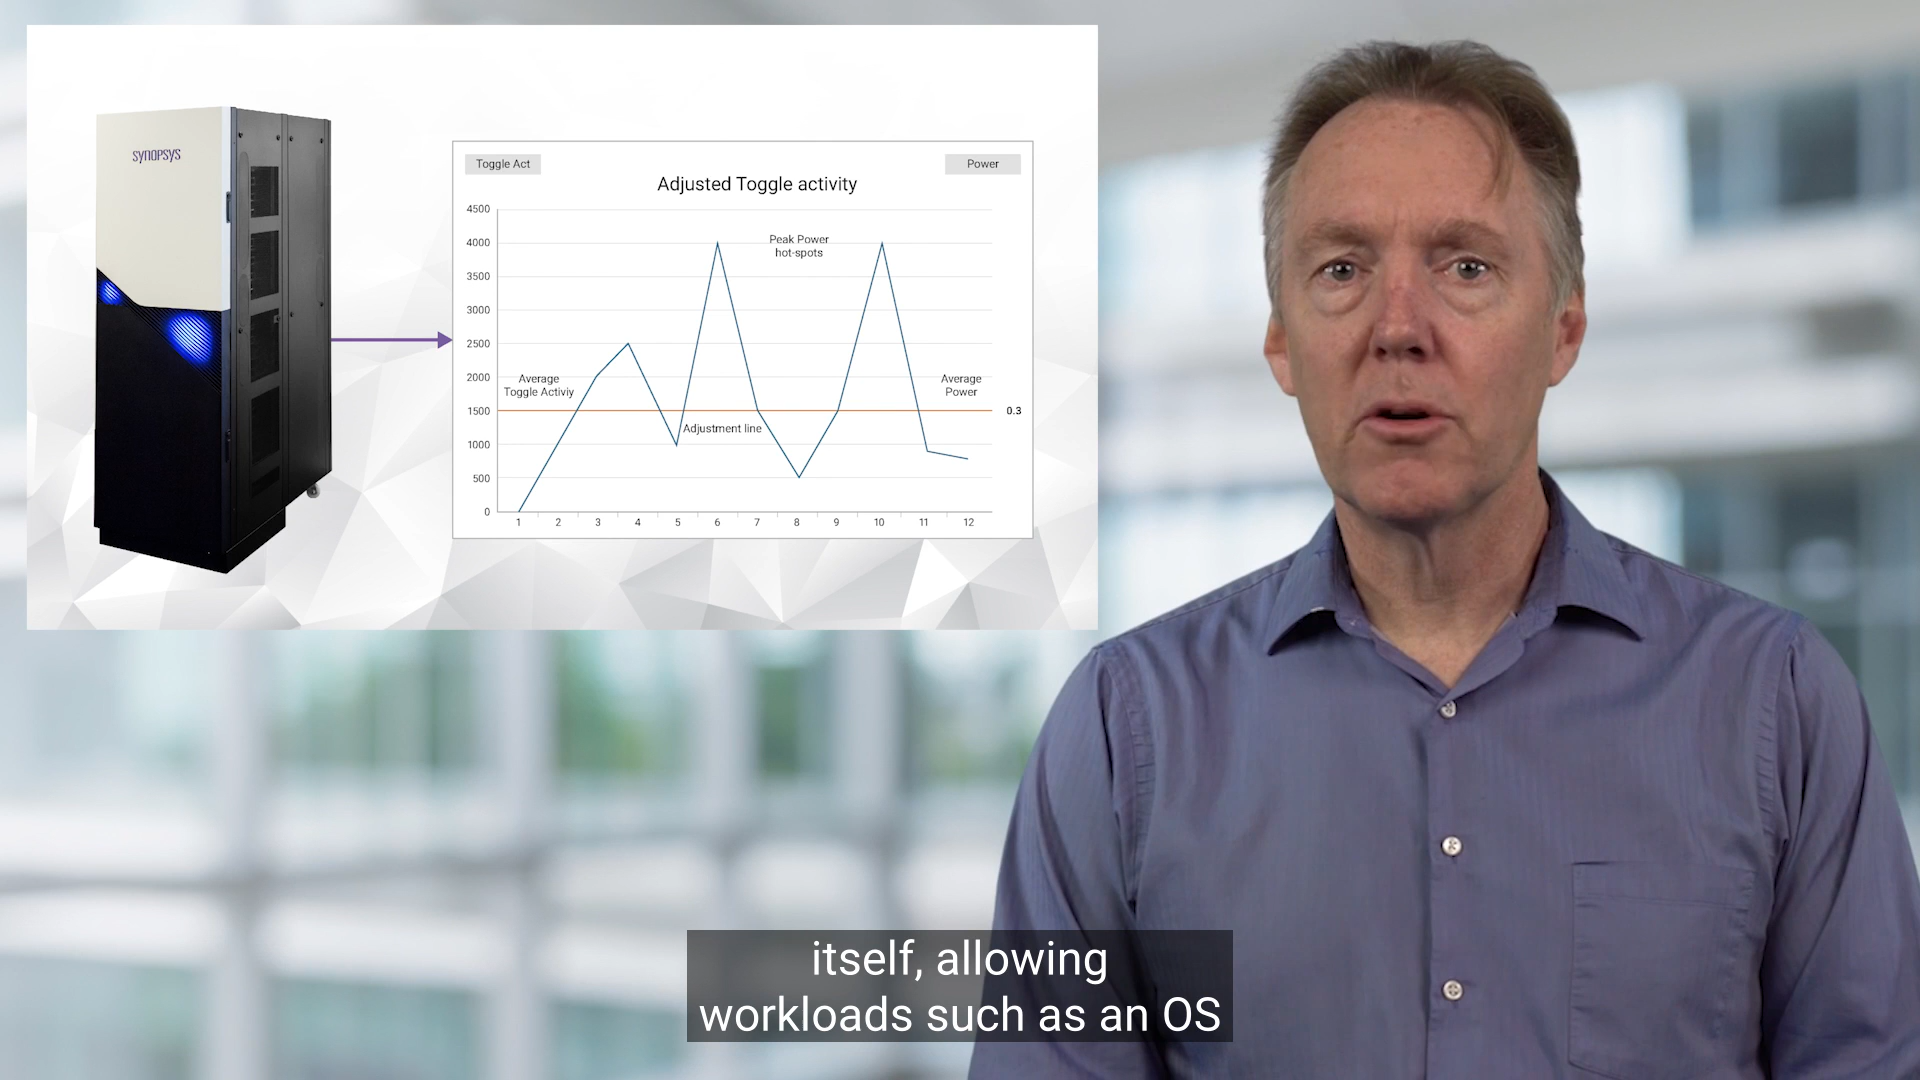 SYNOPSYS
Toggle Act
Power
Adjusted Toggle activity
4500
4000
3500
3000
2500
2000
1500
1000
500
0
Peak Power
hot-spots
Average
Toggle Activiy
Average
Power
0.3
Adjustment line
1 2 3 4 5 6 7 8 9 10 11 12
itself, allowing
workloads such as an OS